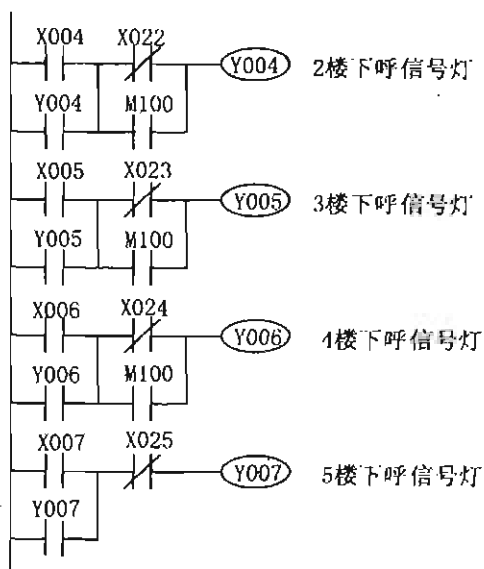 X004 X022
Y004 2楼下呼信号灯
Y004 M100
X005 X023
Y005 3楼下呼信号灯
Y005 M100
X006 X024
Y006 4楼下呼信号灯
Y006 M100
X007 X025
Y007 5楼下呼信号灯
Y007